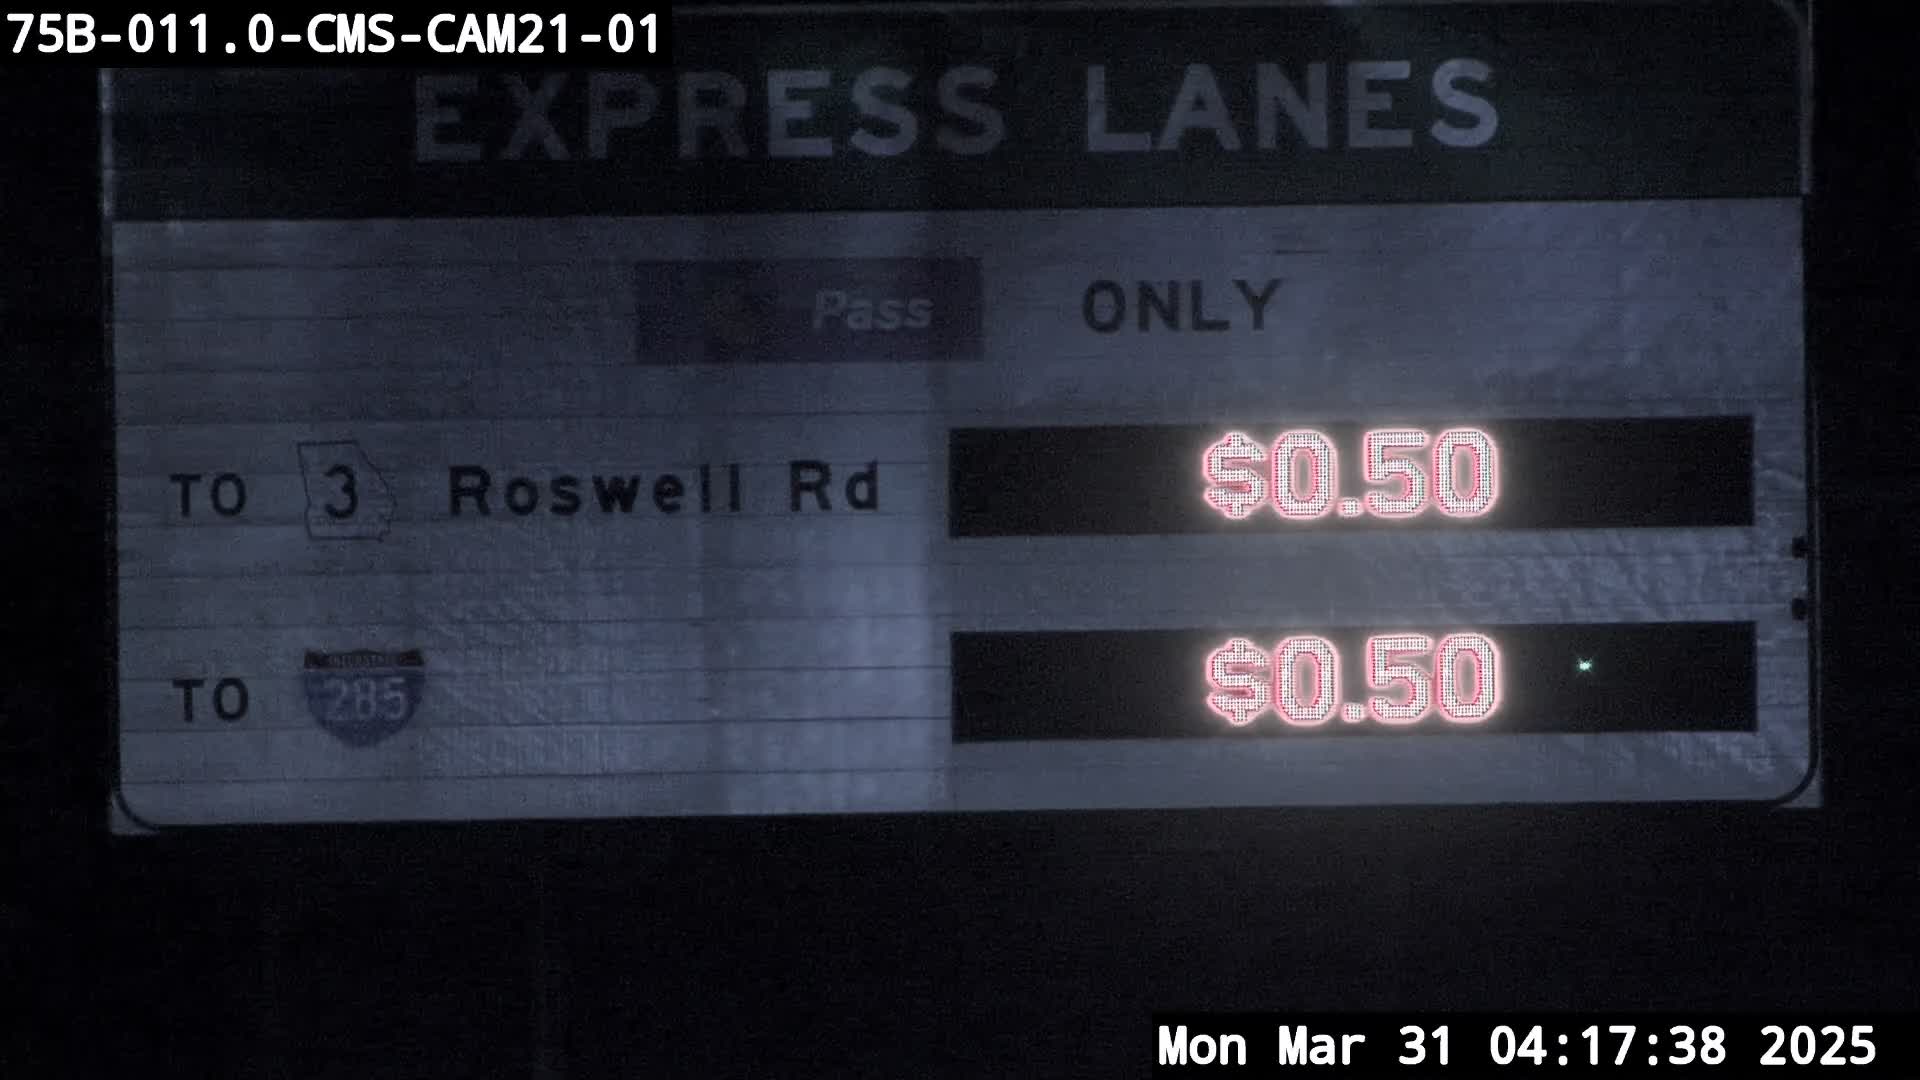 75B-011.0-CMS-CAM21-01
EXPRESS LANES
Pass ONLY
TO 3 Roswell Rd $0.50
TO INTERSTATE 285 $0.50
Mon Mar 31 04:17:38 2025